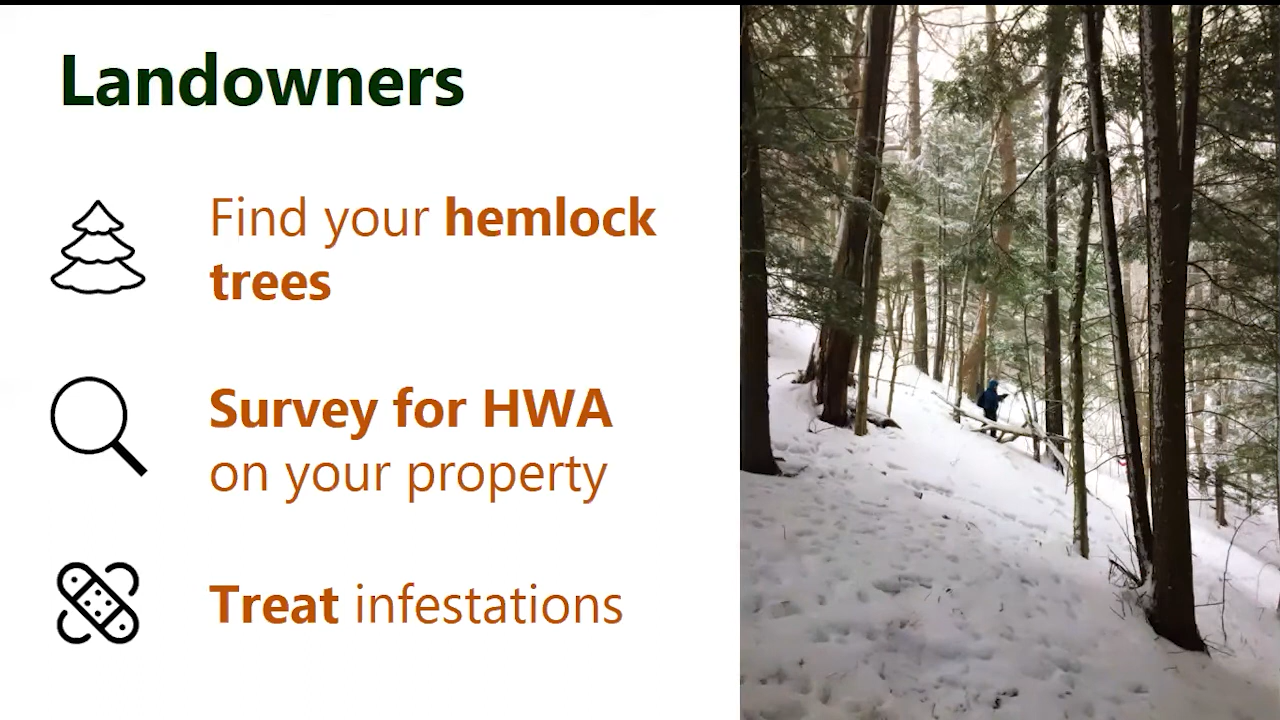 Landowners
Find your hemlock
trees
Survey for HWA
on your property
Treat infestations